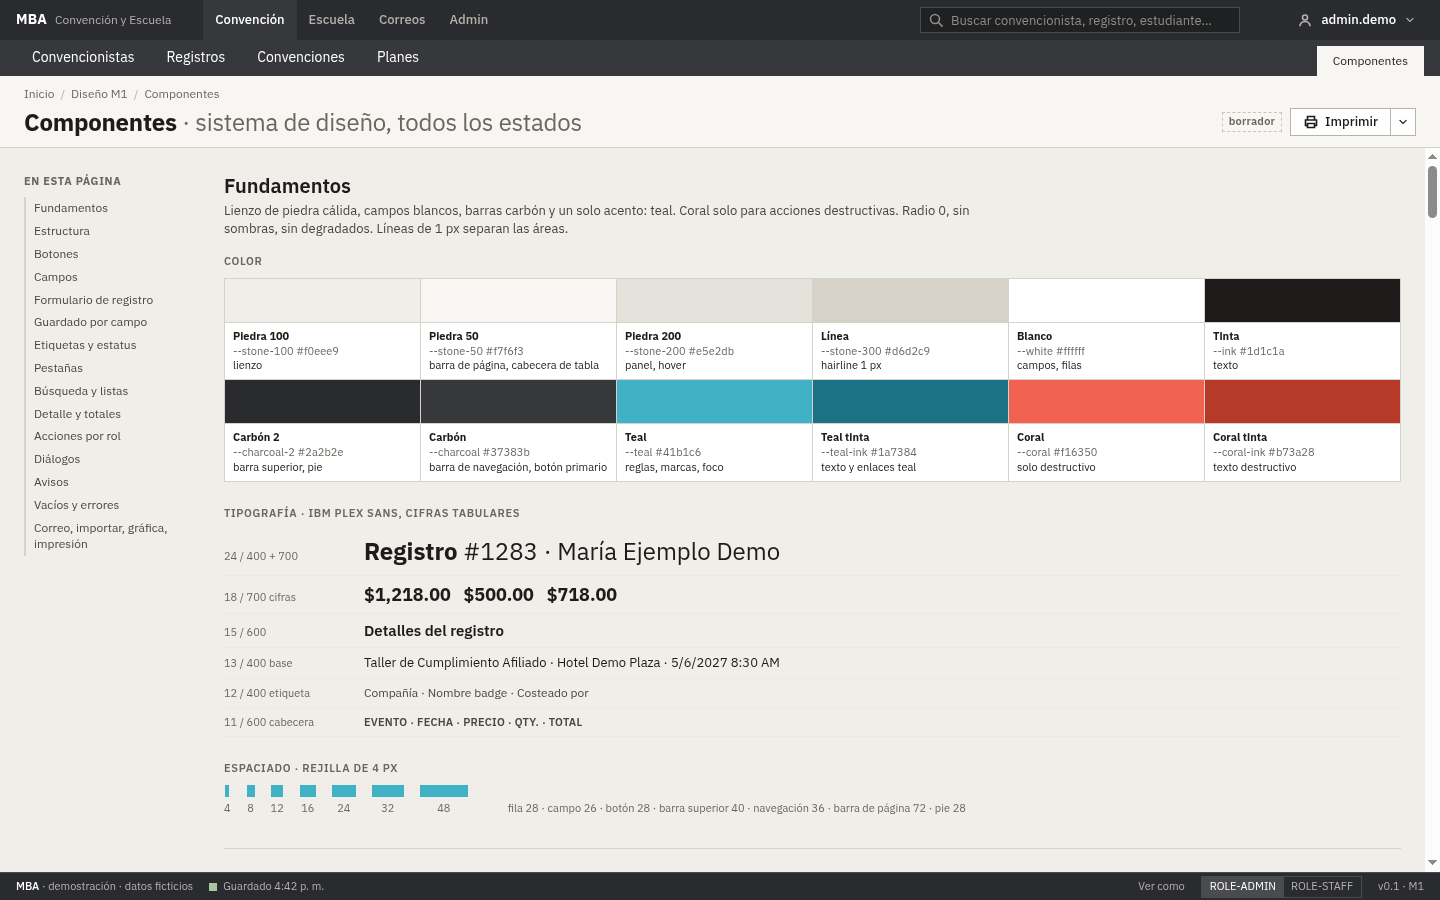 MBA Convención y Escuela Convención Escuela Correos Admin Buscar convencionista, registro, estudiante... admin.demo
Convencionistas Registros Convenciones Planes Componentes
Inicio / Diseño M1 / Componentes
Componentes · sistema de diseño, todos los estados borrador Imprimir
EN ESTA PÁGINA
Fundamentos
Estructura
Botones
Campos
Formulario de registro
Guardado por campo
Etiquetas y estatus
Pestañas
Búsqueda y listas
Detalle y totales
Acciones por rol
Diálogos
Avisos
Vacíos y errores
Correo, importar, gráfica,
impresión
Fundamentos
Lienzo de piedra cálida, campos blancos, barras carbón y un solo acento: teal. Coral solo para acciones destructivas. Radio 0, sin
sombras, sin degradados. Líneas de 1 px separan las áreas.
COLOR
Piedra 100 Piedra 50 Piedra 200 Línea Blanco Tinta
--stone-100 #f0eee9 --stone-50 #f7f6f3 --stone-200 #e5e2db --stone-300 #d6d2c9 --white #ffffff --ink #1d1c1a
lienzo barra de página, cabecera de tabla panel, hover hairline 1 px campos, filas texto
Carbón 2 Carbón Teal Teal tinta Coral Coral tinta
--charcoal-2 #2a2b2e --charcoal #37383b --teal #41b1c6 --teal-ink #1a7384 --coral #f16350 --coral-ink #b73a28
barra superior, pie barra de navegación, botón primario reglas, marcas, foco texto y enlaces teal solo destructivo texto destructivo
TIPOGRAFÍA · IBM PLEX SANS, CIFRAS TABULARES
24 / 400 + 700 Registro #1283 · María Ejemplo Demo
18 / 700 cifras $1,218.00 $500.00 $718.00
15 / 600 Detalles del registro
13 / 400 base Taller de Cumplimiento Afiliado · Hotel Demo Plaza · 5/6/2027 8:30 AM
12 / 400 etiqueta Compañía · Nombre badge · Costeado por
11 / 600 cabecera EVENTO · FECHA · PRECIO · QTY. · TOTAL
ESPACIADO · REJILLA DE 4 PX
4 8 12 16 24 32 48 fila 28 · campo 26 · botón 28 · barra superior 40 · navegación 36 · barra de página 72 · pie 28
MBA · demostración · datos ficticios Guardado 4:42 p. m. Ver como ROLE-ADMIN ROLE-STAFF v0.1 · M1